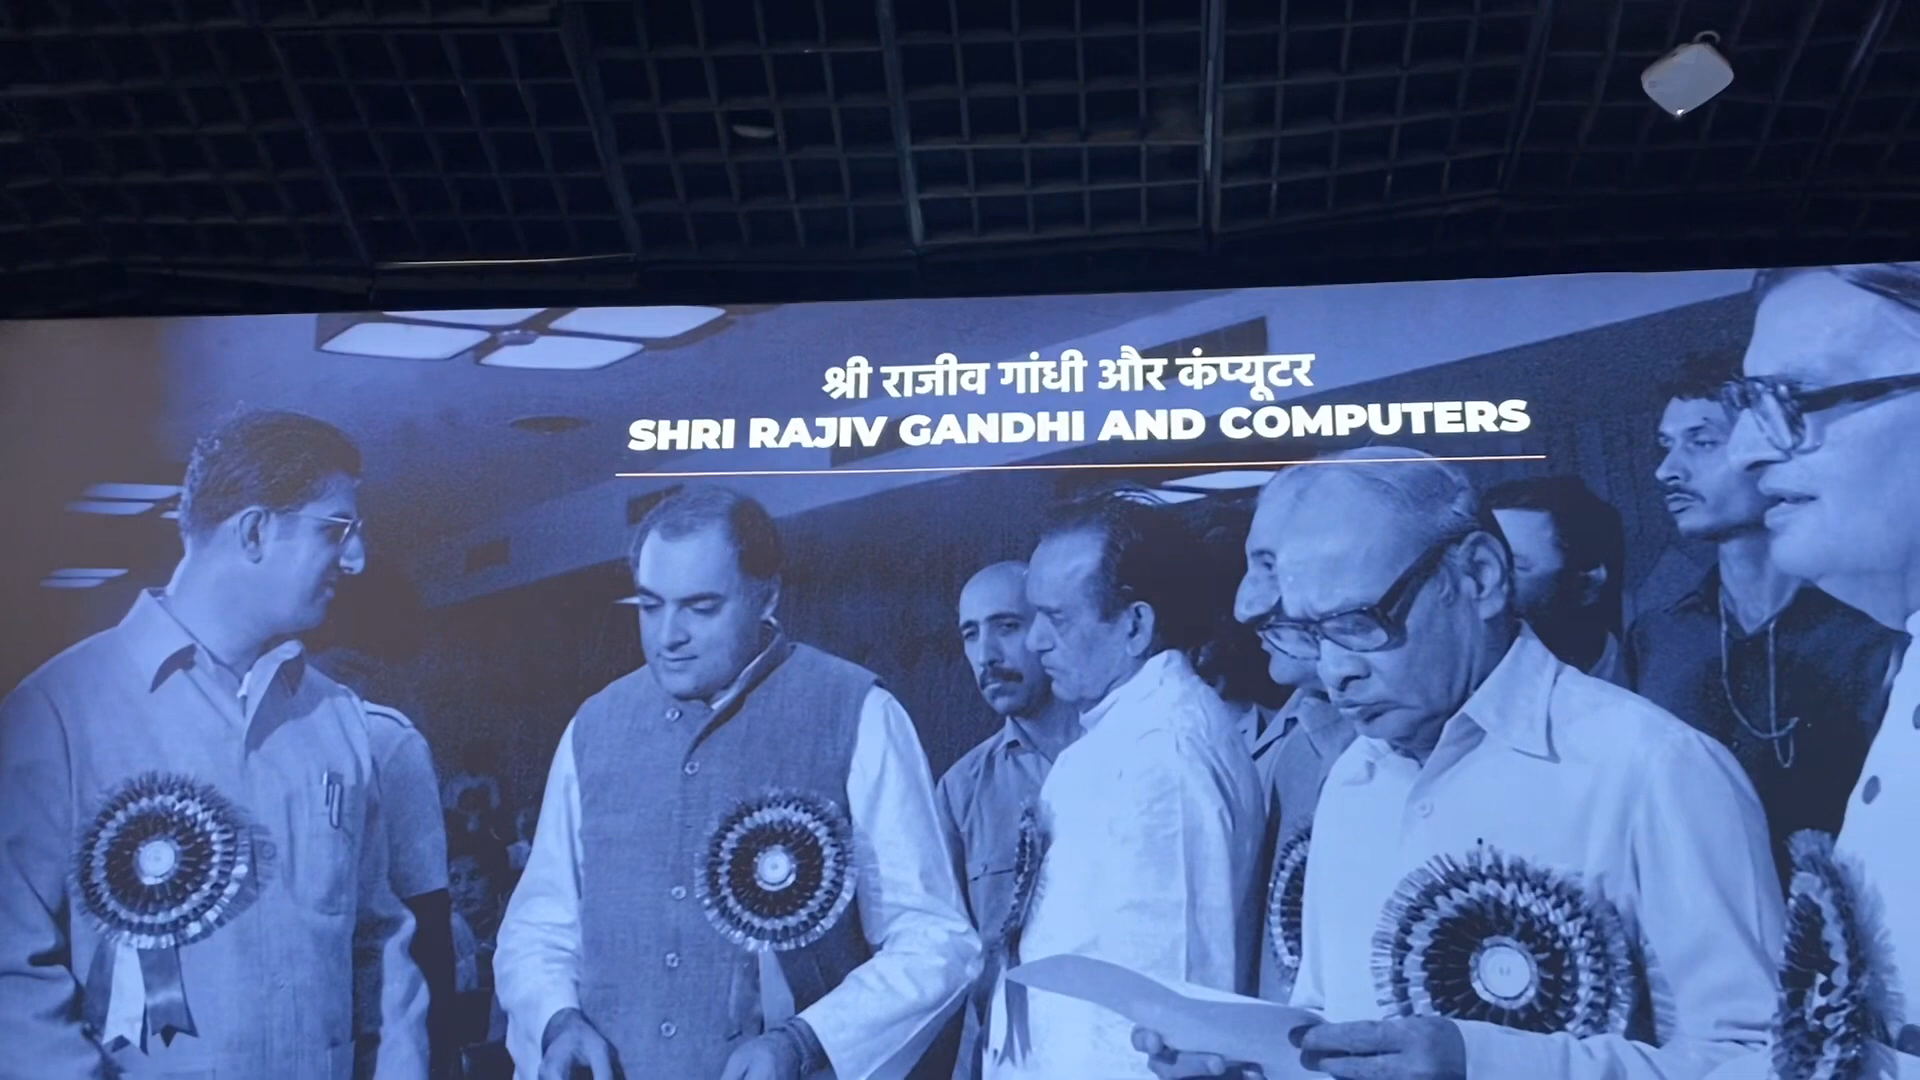 श्री राजीव गांधी और कंप्यूटर
SHRI RAJIV GANDHI AND COMPUTERS